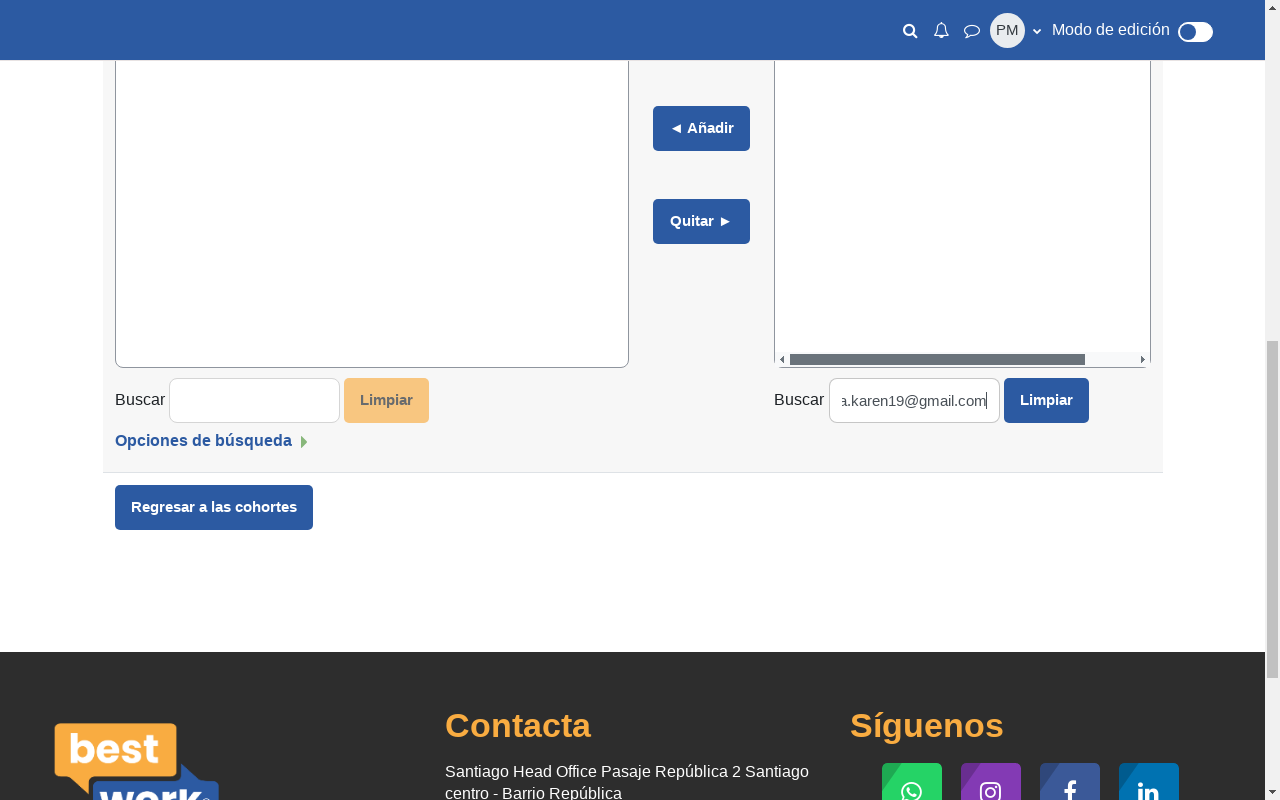 PM
Modo de edición
◄ Añadir
Quitar ►
Buscar
Limpiar
Buscar
a.karen19@gmail.com
Limpiar
Opciones de búsqueda
Regresar a las cohortes
best
work
Contacta
Santiago Head Office Pasaje República 2 Santiago
centro - Barrio República
Síguenos